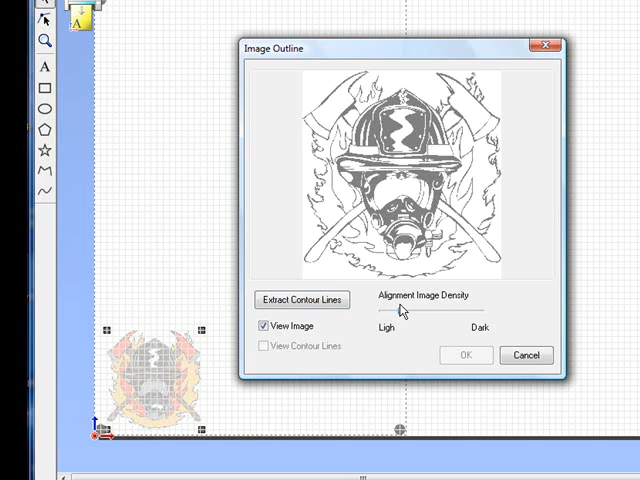 Image Outline
A
A
Extract Contour Lines
Alignment Image Density
View Image
Ligh
Dark
View Contour Lines
OK
Cancel